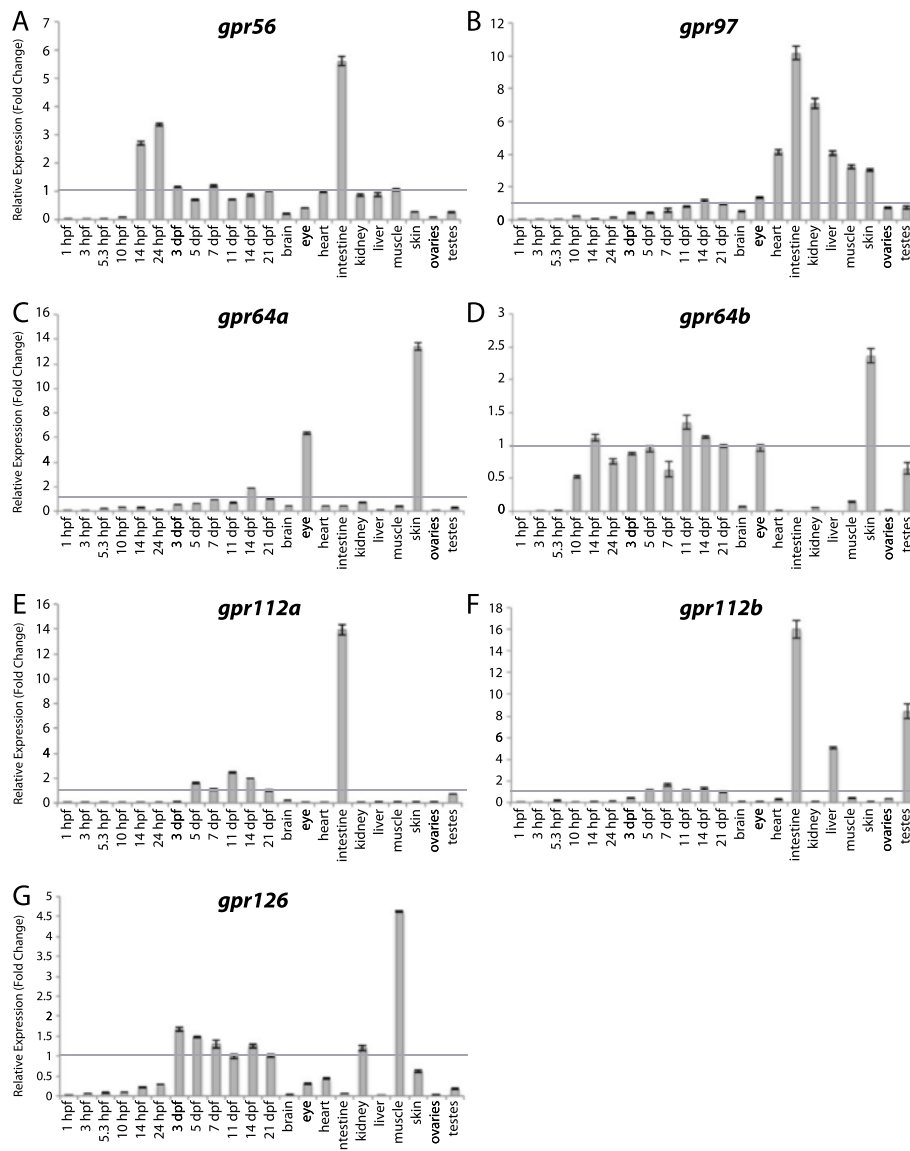 A
gpr56
Relative Expression (Fold Change)
7
6
5
4
3
2
1
0
1 hpf
3 hpf
5.3 hpf
10 hpf
14 hpf
24 hpf
3 dpf
5 dpf
7 dpf
11 dpf
14 dpf
21 dpf
brain
eye
heart
intestine
kidney
liver
muscle
skin
ovaries
testes
B
gpr97
12
10
8
6
4
2
0
1 hpf
3 hpf
5.3 hpf
10 hpf
14 hpf
24 hpf
3 dpf
5 dpf
7 dpf
11 dpf
14 dpf
21 dpf
brain
eye
heart
intestine
kidney
liver
muscle
skin
ovaries
testes
C
gpr64a
Relative Expression (Fold Change)
16
14
12
10
8
6
4
2
0
1 hpf
3 hpf
5.3 hpf
10 hpf
14 hpf
24 hpf
3 dpf
5 dpf
7 dpf
11 dpf
14 dpf
21 dpf
brain
eye
heart
intestine
kidney
liver
muscle
skin
ovaries
testes
D
gpr64b
3
2.5
2
1.5
1
0.5
0
1 hpf
3 hpf
5.3 hpf
10 hpf
14 hpf
24 hpf
3 dpf
5 dpf
7 dpf
11 dpf
14 dpf
21 dpf
brain
eye
heart
intestine
kidney
liver
muscle
skin
ovaries
testes
E
gpr112a
Relative Expression (Fold Change)
16
14
12
10
8
6
4
2
0
1 hpf
3 hpf
5.3 hpf
10 hpf
14 hpf
24 hpf
3 dpf
5 dpf
7 dpf
11 dpf
14 dpf
21 dpf
brain
eye
heart
intestine
kidney
liver
muscle
skin
ovaries
testes
F
gpr112b
18
16
14
12
10
8
6
4
2
0
1 hpf
3 hpf
5.3 hpf
10 hpf
14 hpf
24 hpf
3 dpf
5 dpf
7 dpf
11 dpf
14 dpf
21 dpf
brain
eye
heart
intestine
kidney
liver
muscle
skin
ovaries
testes
G
gpr126
Relative Expression (Fold Change)
5
4.5
4
3.5
3
2.5
2
1.5
1
0.5
0
1 hpf
3 hpf
5.3 hpf
10 hpf
14 hpf
24 hpf
3 dpf
5 dpf
7 dpf
11 dpf
14 dpf
21 dpf
brain
eye
heart
ntestine
kidney
liver
muscle
skin
ovaries
testes